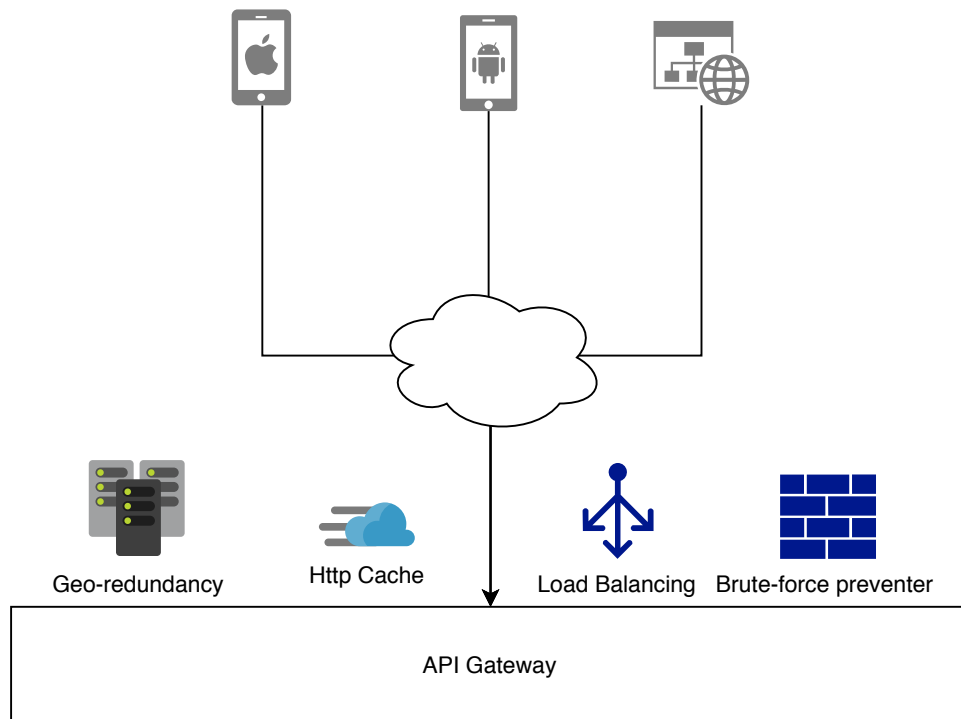 Geo-redundancy
Http Cache
Load Balancing
Brute-force preventer
API Gateway